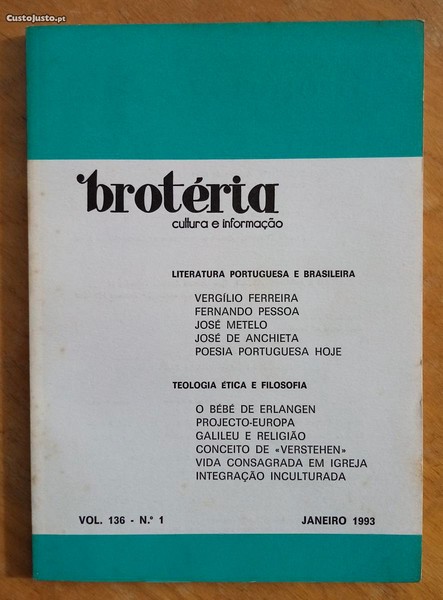 CustoJusto.pt
brotéria
cultura e informação
LITERATURA PORTUGUESA E BRASILEIRA
VERGÍLIO FERREIRA
FERNANDO PESSOA
JOSÉ METELO
JOSÉ DE ANCHIETA
POESIA PORTUGUESA HOJE
TEOLOGIA ÉTICA E FILOSOFIA
O BÉBÉ DE ERLANGEN
PROJECTO-EUROPA
GALILEU E RELIGIÃO
CONCEITO DE «VERSTEHEN»
VIDA CONSAGRADA EM IGREJA
INTEGRAÇÃO INCULTURADA
VOL. 136 - N.° 1 JANEIRO 1993